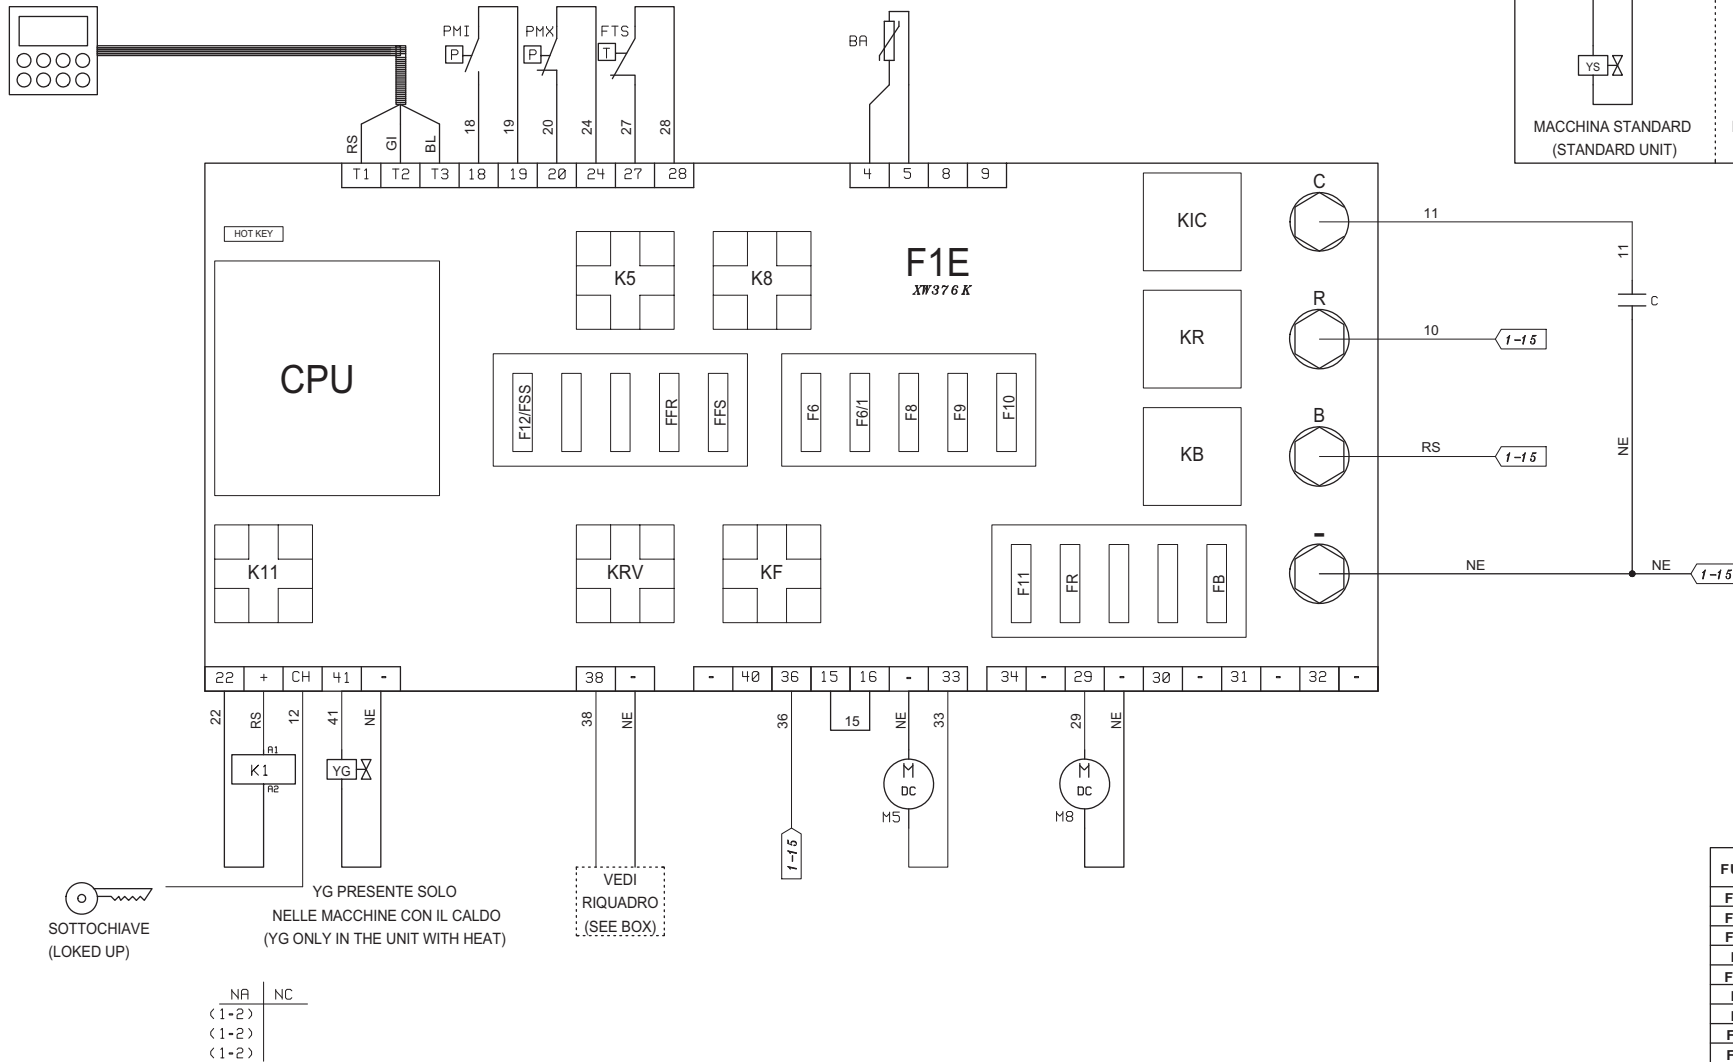 PMI
PMX
FTS
P
P
T
BA
YS
MACCHINA STANDARD
(STANDARD UNIT)
RS
GI
BL
18
19
20
24
27
28
T1 T2 T3 18 19 20 24 27 28
4 5 8 9
HOT KEY
CPU
K5
K8
F1E
XW376K
KIC
KR
KB
C
R
B
-
11
11
C
10
1-15
RS
1-15
NE
NE
NE
1-15
F12/FSS
FFR
FFS
F6
F6/1
F8
F9
F10
K11
KRV
KF
F11
FR
FB
22 + CH 41 -
38 -
- 40 36 15 16 - 33
34 - 29 - 30 - 31 - 32 -
22
RS
12
41
NE
38
NE
36
15
NE
33
29
NE
A1
K1
A2
YG
M
DC
M5
M
DC
M8
1-15
VEDI
RIQUADRO
(SEE BOX)
SOTTOCHIAVE
(LOKED UP)
YG PRESENTE SOLO
NELLE MACCHINE CON IL CALDO
(YG ONLY IN THE UNIT WITH HEAT)
NA NC
(1-2)
(1-2)
(1-2)